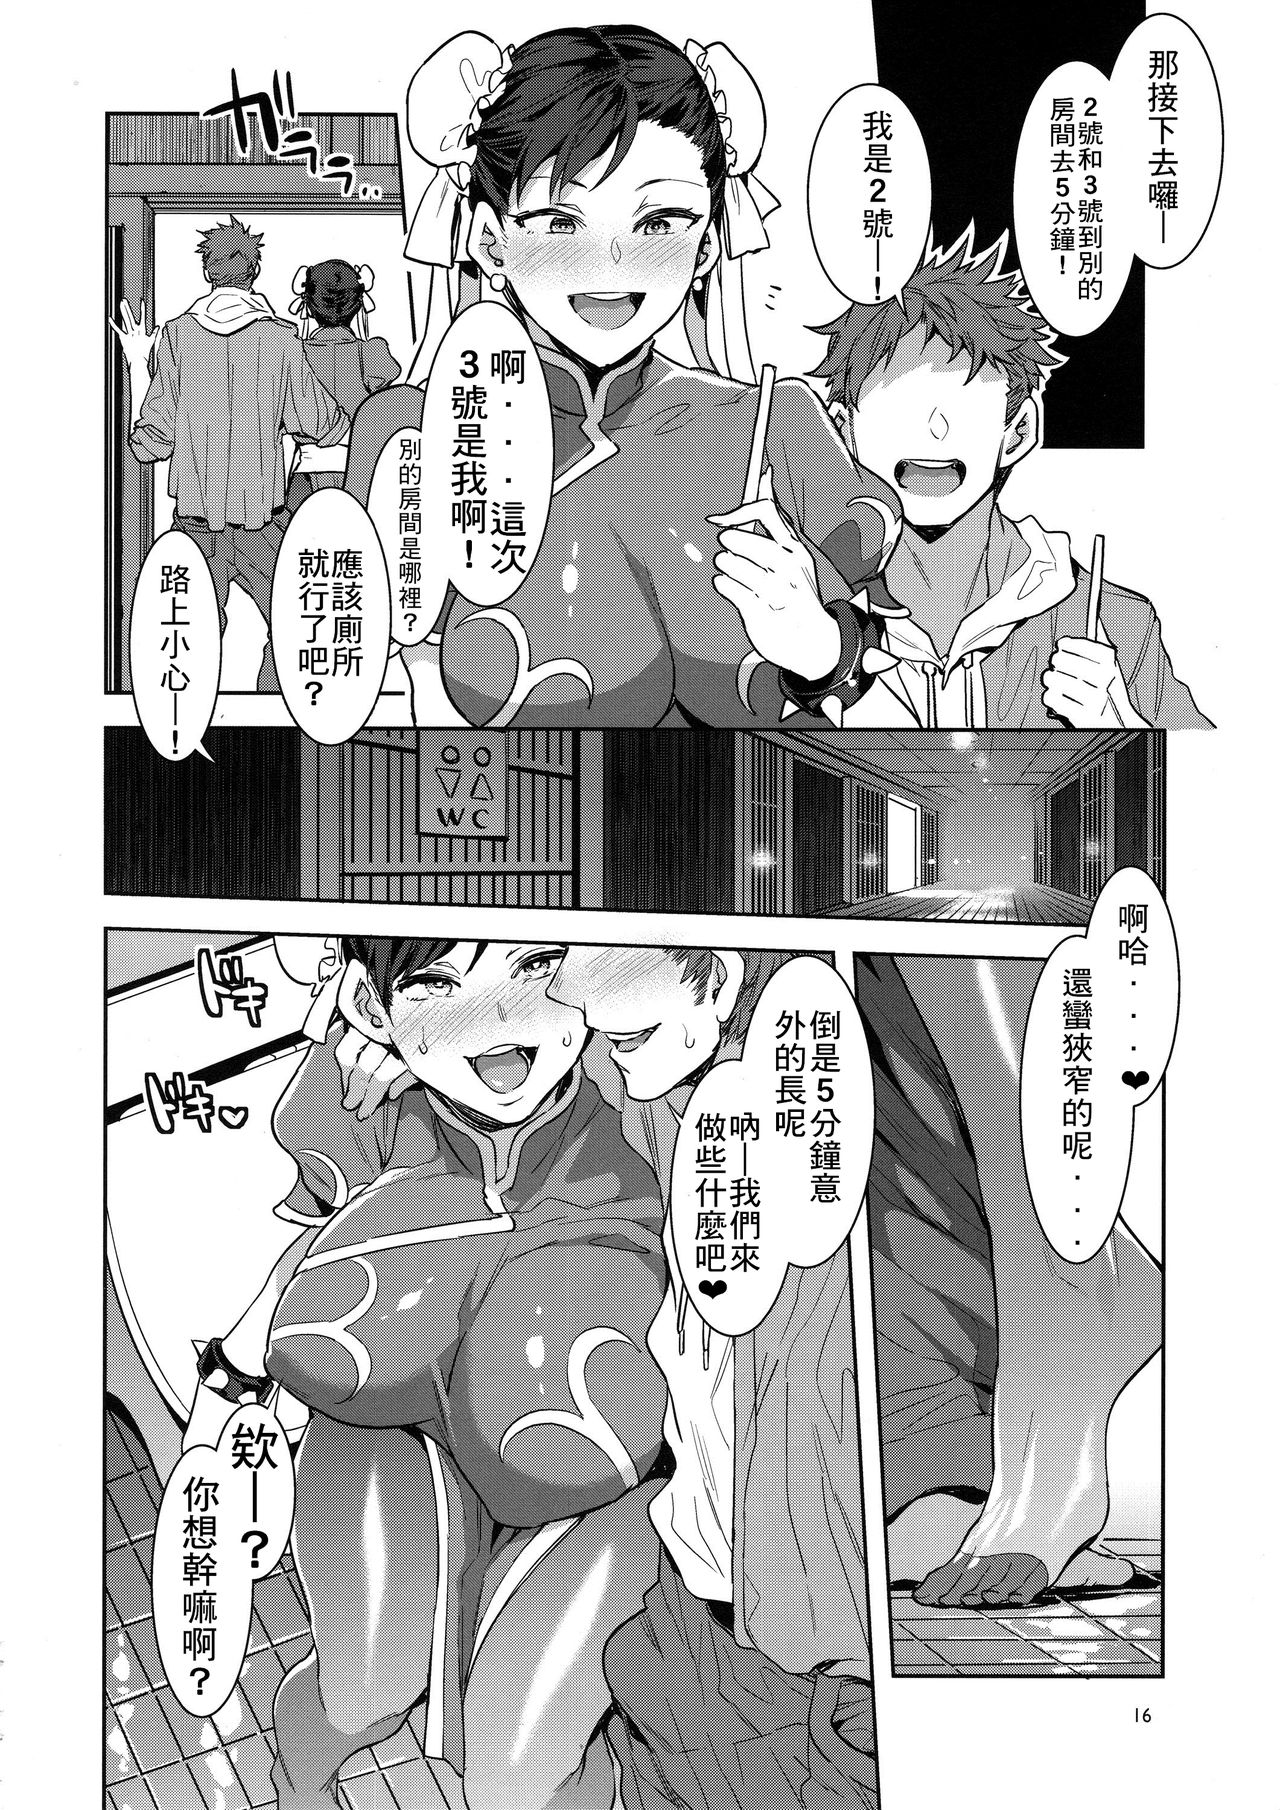 那接下去囉—
2號和3號到別的
房間去5分鐘！
我是2號—！
啊．．．．這次
3號是我啊！
別的房間是哪裡？
應該廁所
就行了吧？
路上小心—！
ガラララ．．
WC
啊哈．．．．❤
還蠻狹窄的呢．．．．
倒是5分鐘意
外的長呢
吶—我們來
做些什麼吧❤
ドキ
ドキ♡
欸—？
你想幹嘛啊？
16